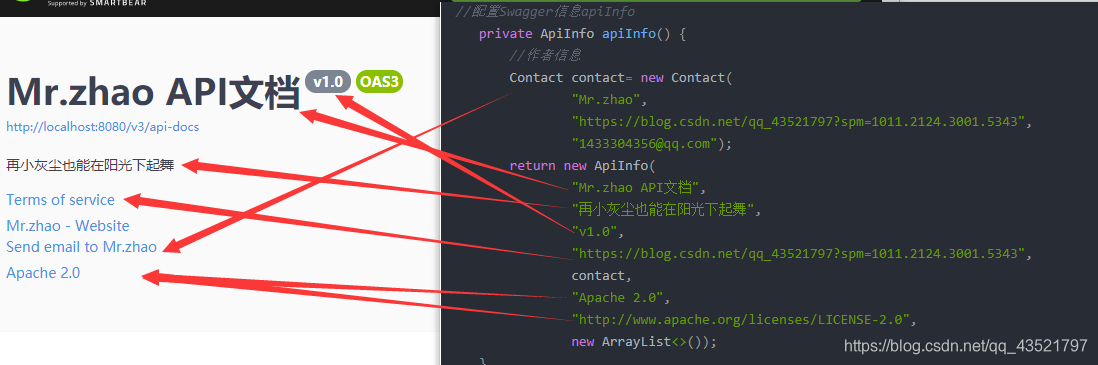 Supported by SMARTBEAR
Mr.zhao API文档 v1.0 OAS3
http://localhost:8080/v3/api-docs
再小灰尘也能在阳光下起舞
Terms of service
Mr.zhao - Website
Send email to Mr.zhao
Apache 2.0
//配置Swagger信息apiInfo
private ApiInfo apiInfo() {
//作者信息
Contact contact= new Contact(
"Mr.zhao",
"https://blog.csdn.net/qq_43521797?spm=1011.2124.3001.5343",
"1433304356@qq.com");
return new ApiInfo(
"Mr.zhao API文档",
"再小灰尘也能在阳光下起舞",
"v1.0",
"https://blog.csdn.net/qq_43521797?spm=1011.2124.3001.5343",
contact,
"Apache 2.0",
"http://www.apache.org/licenses/LICENSE-2.0",
new ArrayList<>());
}
https://blog.csdn.net/qq_43521797